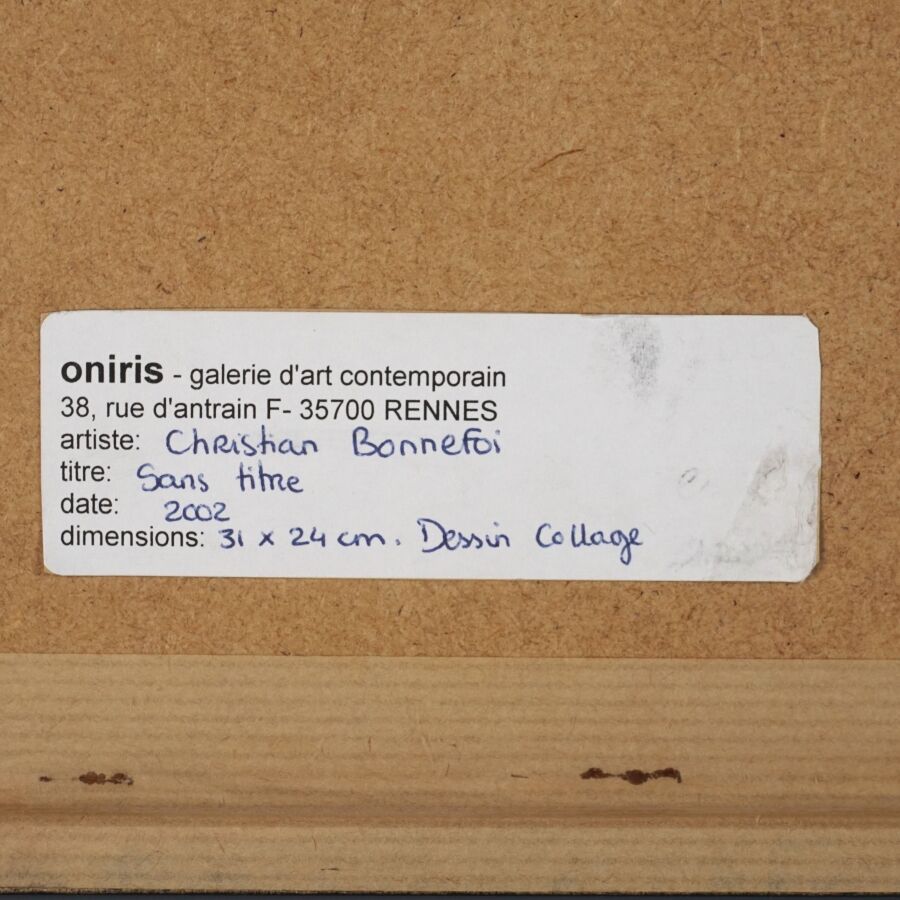 oniris - galerie d'art contemporain
38, rue d'antrain F- 35700 RENNES
artiste: Christian Bonnefoi
titre: Sans titre
date: 2002
dimensions: 31 x 24 cm. Dessin Collage